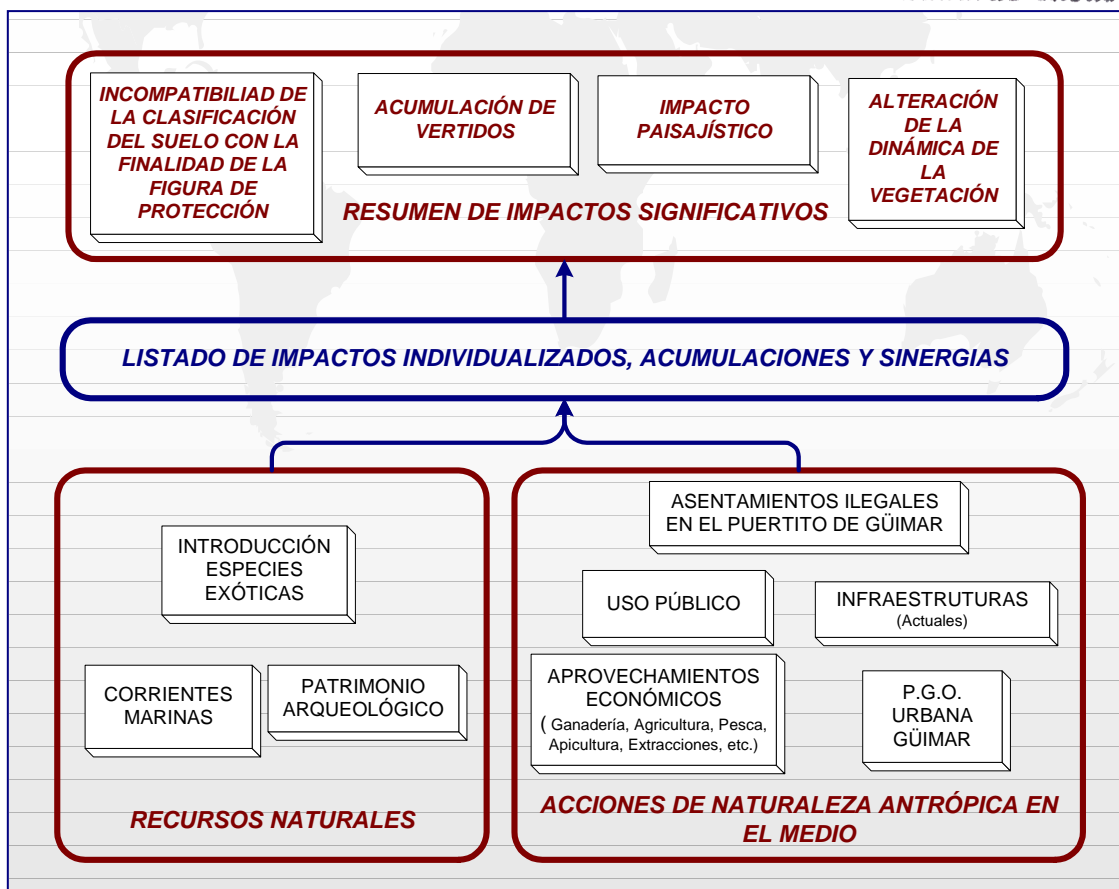 INCOMPATIBILIAD DE
LA CLASIFICACIÓN
DEL SUELO CON LA
FINALIDAD DE LA
FIGURA DE
PROTECCIÓN
ACUMULACIÓN DE
VERTIDOS
IMPACTO
PAISAJÍSTICO
ALTERACIÓN
DE LA
DINÁMICA DE
LA
VEGETACIÓN
RESUMEN DE IMPACTOS SIGNIFICATIVOS
LISTADO DE IMPACTOS INDIVIDUALIZADOS, ACUMULACIONES Y SINERGIAS
INTRODUCCIÓN
ESPECIES
EXÓTICAS
CORRIENTES
MARINAS
PATRIMONIO
ARQUEOLÓGICO
RECURSOS NATURALES
ASENTAMIENTOS ILEGALES
EN EL PUERTITO DE GÜIMAR
USO PÚBLICO
INFRAESTRUTURAS
(Actuales)
APROVECHAMIENTOS
ECONÓMICOS
( Ganadería, Agricultura, Pesca,
Apicultura, Extracciones, etc.)
P.G.O.
URBANA
GÜIMAR
ACCIONES DE NATURALEZA ANTRÓPICA EN
EL MEDIO